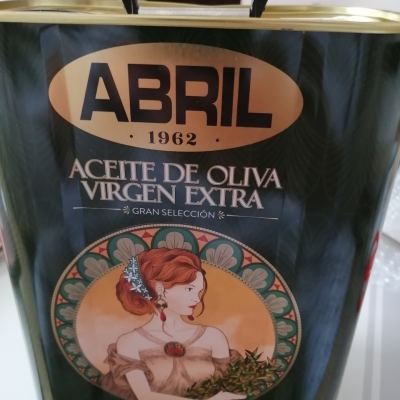 ABRIL
· 1962 ·
ACEITE DE OLIVA
VIRGEN EXTRA
GRAN SELECCIÓN